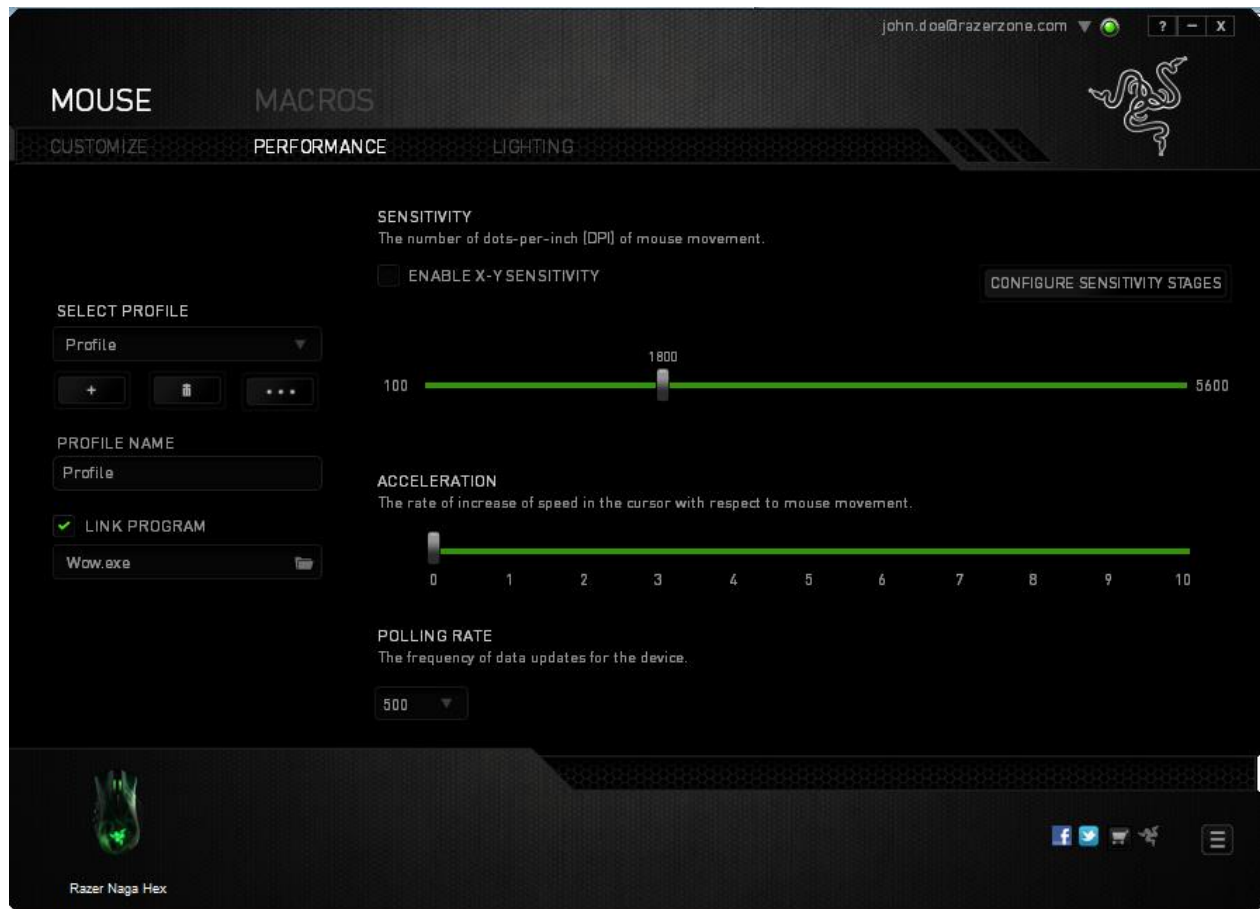 john.doe@razerzone.com
? - X
MOUSE MACROS
CUSTOMIZE PERFORMANCE LIGHTING
SENSITIVITY
The number of dots-per-inch (DPI) of mouse movement.
ENABLE X-Y SENSITIVITY
CONFIGURE SENSITIVITY STAGES
SELECT PROFILE
Profile
+ ...
PROFILE NAME
Profile
LINK PROGRAM
Wow.exe
1800
100 5600
ACCELERATION
The rate of increase of speed in the cursor with respect to mouse movement.
0 1 2 3 4 5 6 7 8 9 10
POLLING RATE
The frequency of data updates for the device.
500
Razer Naga Hex